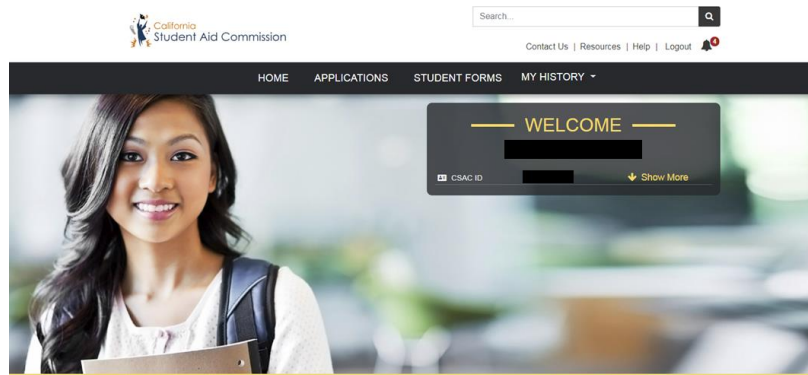 California
Student Aid Commission
Search...
Contact Us | Resources | Help | Logout 4
HOME APPLICATIONS STUDENT FORMS MY HISTORY
WELCOME
CSAC ID Show More